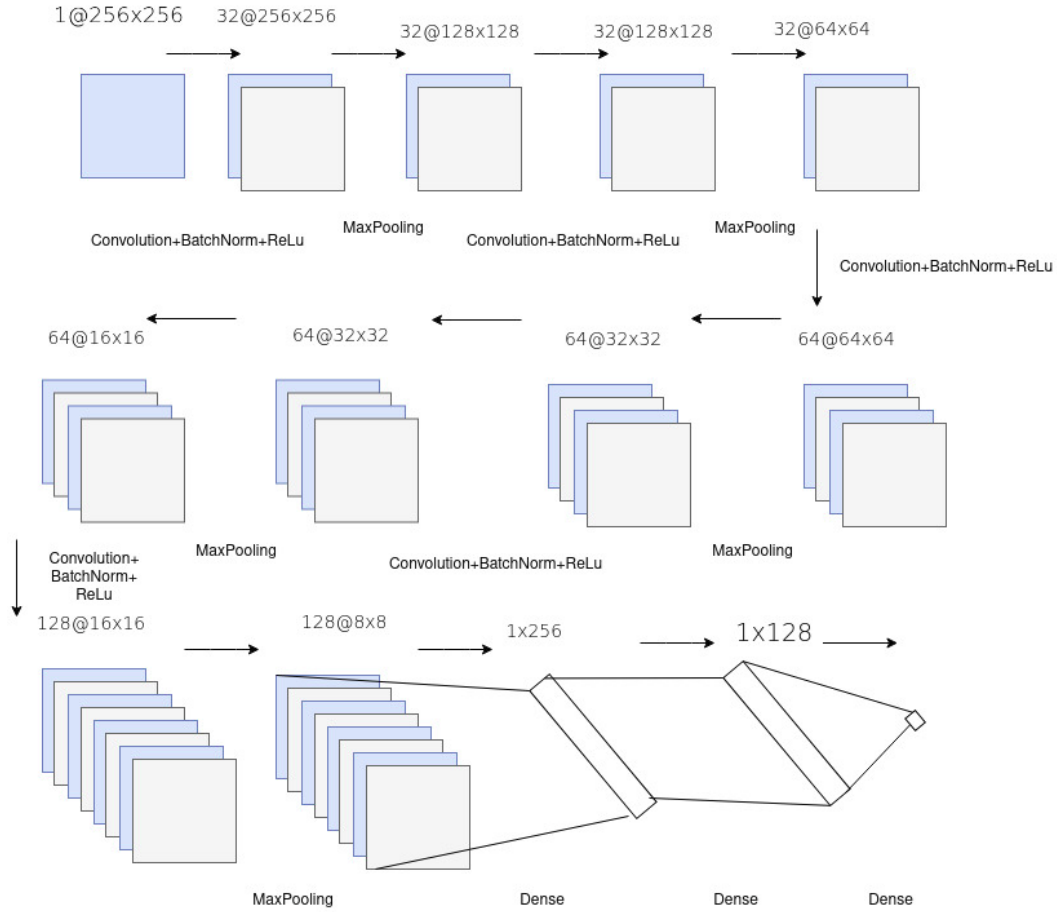 1@256x256
32@256x256
32@128x128
32@128x128
32@64x64
Convolution+BatchNorm+ReLu
MaxPooling
Convolution+BatchNorm+ReLu
MaxPooling
Convolution+BatchNorm+ReLu
64@16x16
64@32x32
64@32x32
64@64x64
Convolution+
BatchNorm+
ReLu
MaxPooling
Convolution+BatchNorm+ReLu
MaxPooling
128@16x16
128@8x8
1x256
1x128
MaxPooling
Dense
Dense
Dense